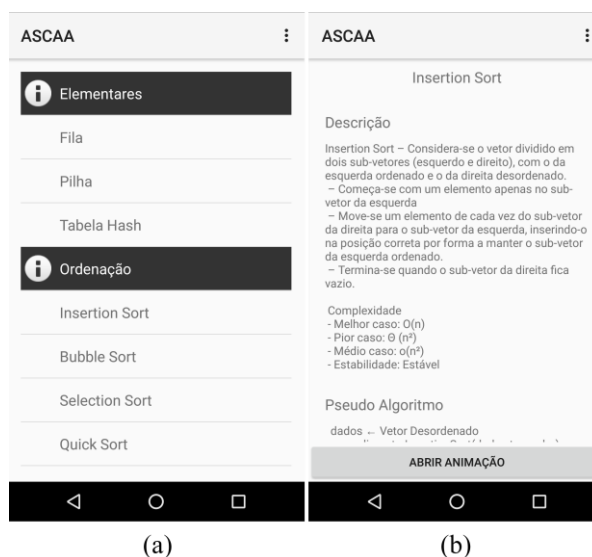 ASCAA
Elementares
Fila
Pilha
Tabela Hash
Ordenação
Insertion Sort
Bubble Sort
Selection Sort
Quick Sort
(a)
ASCAA
Insertion Sort
Descrição
Insertion Sort – Considera-se o vetor dividido em
dois sub-vetores (esquerdo e direito), com o da
esquerda ordenado e o da direita desordenado.
– Começa-se com um elemento apenas no sub-
vetor da esquerda
– Move-se um elemento de cada vez do sub-vetor
da direita para o sub-vetor da esquerda, inserindo-o
na posição correta por forma a manter o sub-vetor
da esquerda ordenado.
– Termina-se quando o sub-vetor da direita fica
vazio.
Complexidade
- Melhor caso: O(n)
- Pior caso: Θ (n²)
- Médio caso: o(n²)
- Estabilidade: Estável
Pseudo Algoritmo
dados ← Vetor Desordenado
ABRIR ANIMAÇÃO
(b)